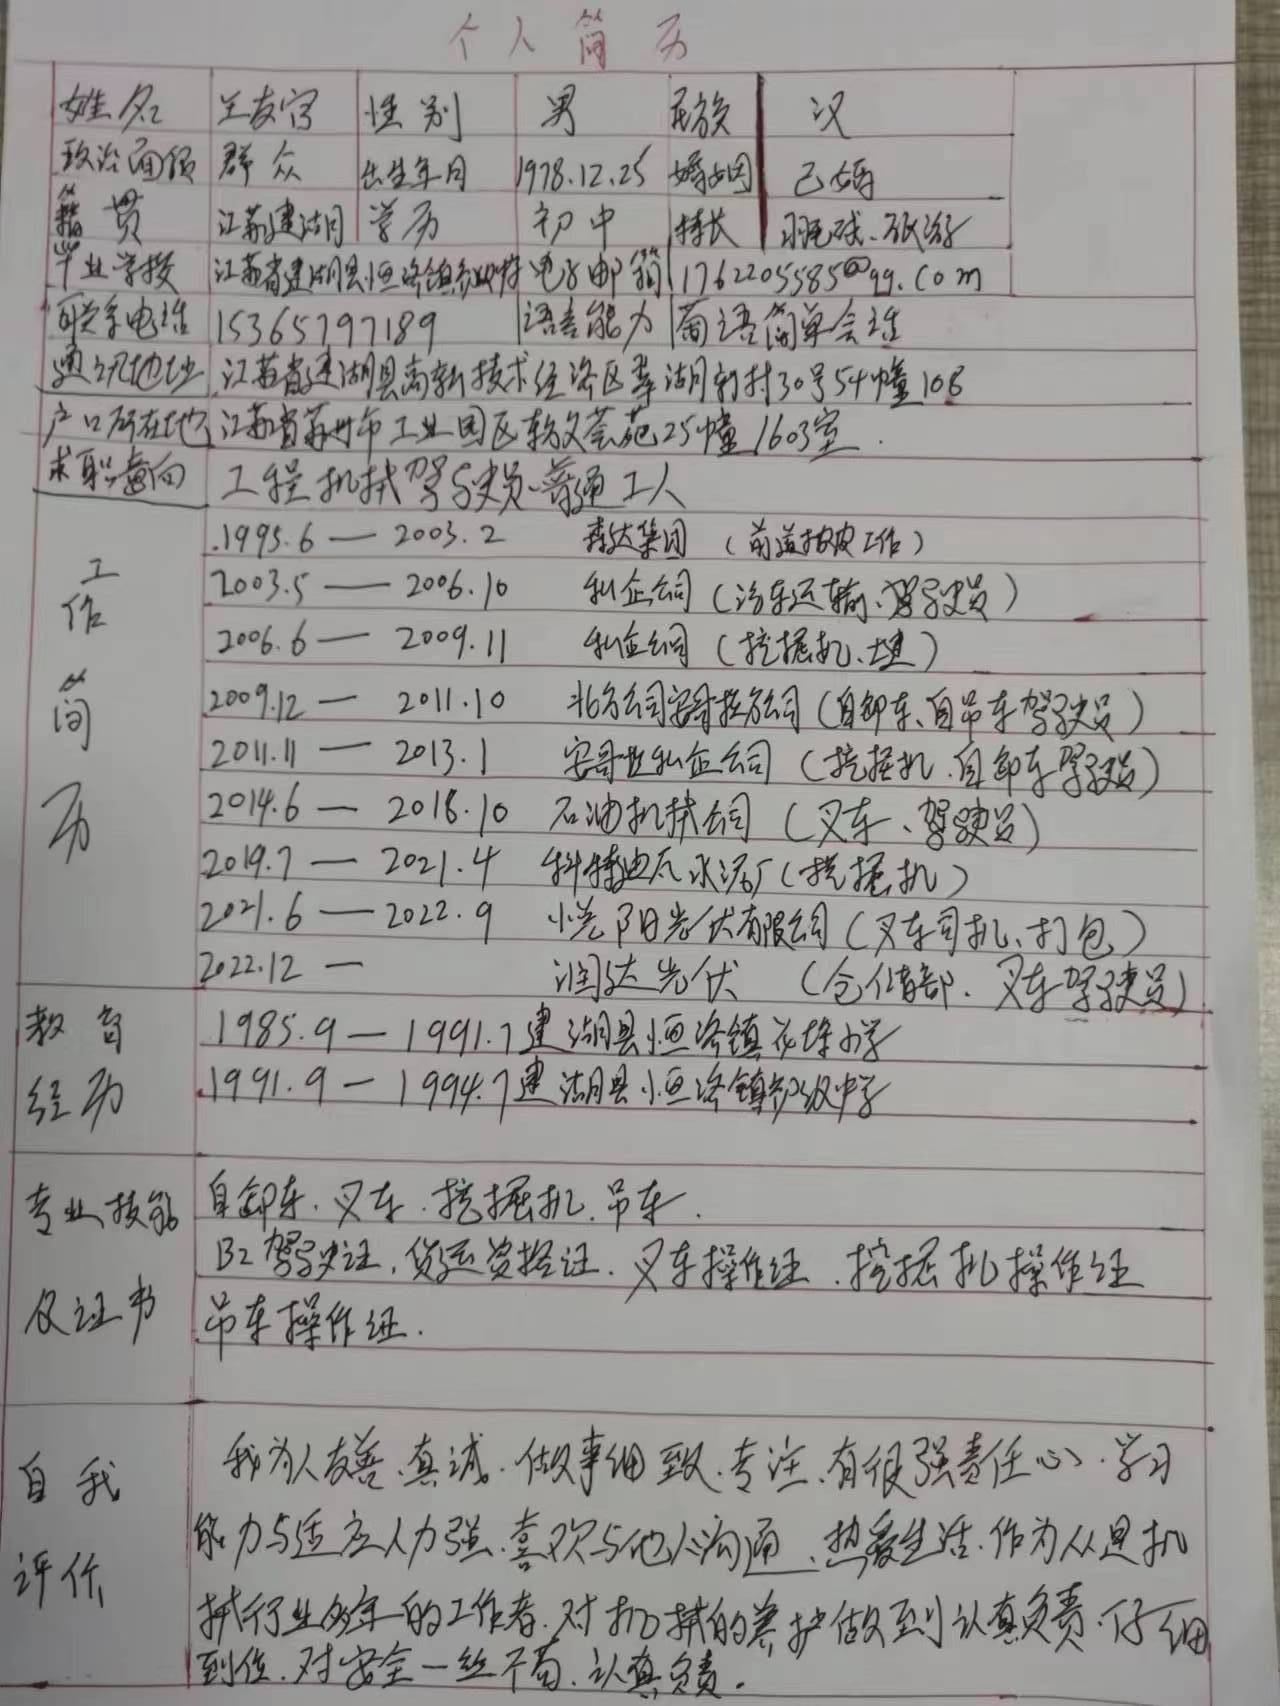 个人简历
姓名 王友宫 性别 男 民族 汉
政治面貌 群众 出生年月 1978.12.25 婚姻 已婚
籍贯 江苏建湖 学历 初中 特长 羽毛球、旅游
毕业学校 江苏省建湖县恒济镇初级中 电子邮箱 1762205585@qq.com
联系电话 15365797189 语言能力 葡语简单会话
通讯地址 江苏省建湖县高新技术经济区 湖新村30号54幢108
户口所在地 江苏省苏州市工业园区 荟苑25幢1603室.
求职意向 工程机械驾驶员、普通工人
工作简历
1995.6 — 2003.2 森达集团 (前道 皮工作)
2003.5 — 2006.10 私企公司 (汽车运输、驾驶员)
2006.6 — 2009.11 私企公司 (挖掘机、土建)
2009.12 — 2011.10 北方公司安哥拉分公司 (自卸车、自吊车驾驶员)
2011.11 — 2013.1 安哥拉私企公司 (挖掘机、自卸车驾驶员)
2014.6 — 2018.10 石油机械公司 (叉车、驾驶员)
2019.7 — 2021.4 科特迪瓦水泥厂 (挖掘机)
2021.6 — 2022.9 阳光伏有限公司 (叉车司机、打包)
2022.12 — 润达光伏 (仓储部、叉车驾驶员)
教育经历
1985.9 — 1991.7 建湖县恒济镇 小学
1991.9 — 1994.7 建湖县恒济镇初级中学
专业技能及证书
自卸车、叉车、挖掘机、吊车.
B2驾驶证、货运资格证、叉车操作证、挖掘机操作证
吊车操作证.
自我评价
我为人友善、真诚、做事细致、专注、有很强责任心、学习
能力与适应人力强、喜欢与他人沟通、热爱生活、作为从思机
械行业多年的工作者、对机械的养护做到认真负责、仔细
到位、对安全一丝不苟、认真负责.